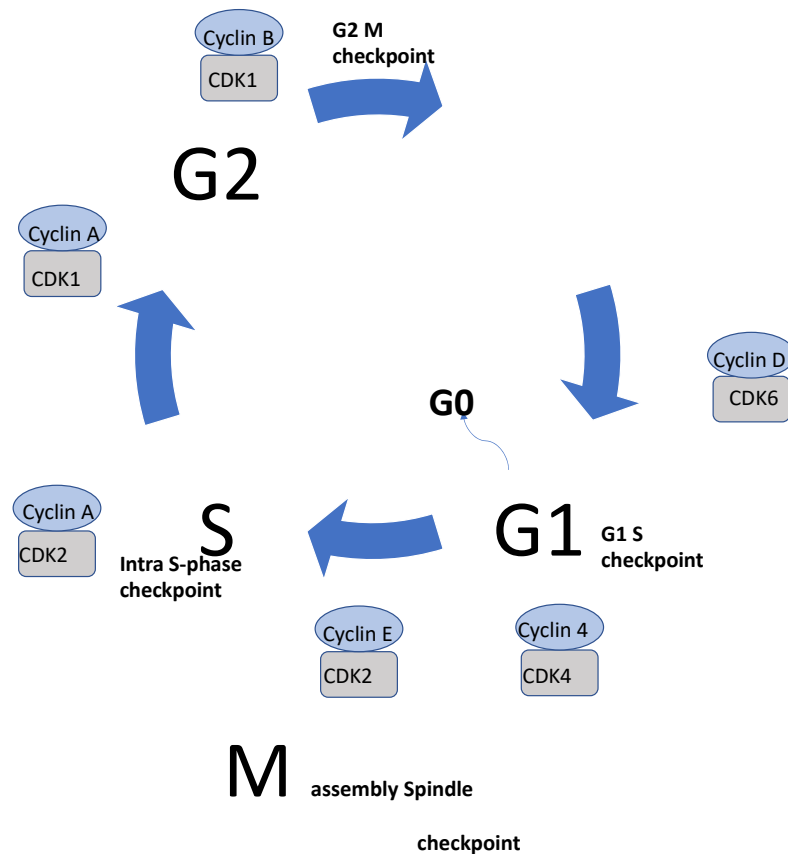 Cyclin B
CDK1
G2 M
checkpoint
G2
Cyclin A
CDK1
Cyclin D
CDK6
G0
Cyclin A
CDK2
S
Intra S-phase
checkpoint
G1
G1 S
checkpoint
Cyclin E
CDK2
Cyclin 4
CDK4
M
assembly Spindle
checkpoint